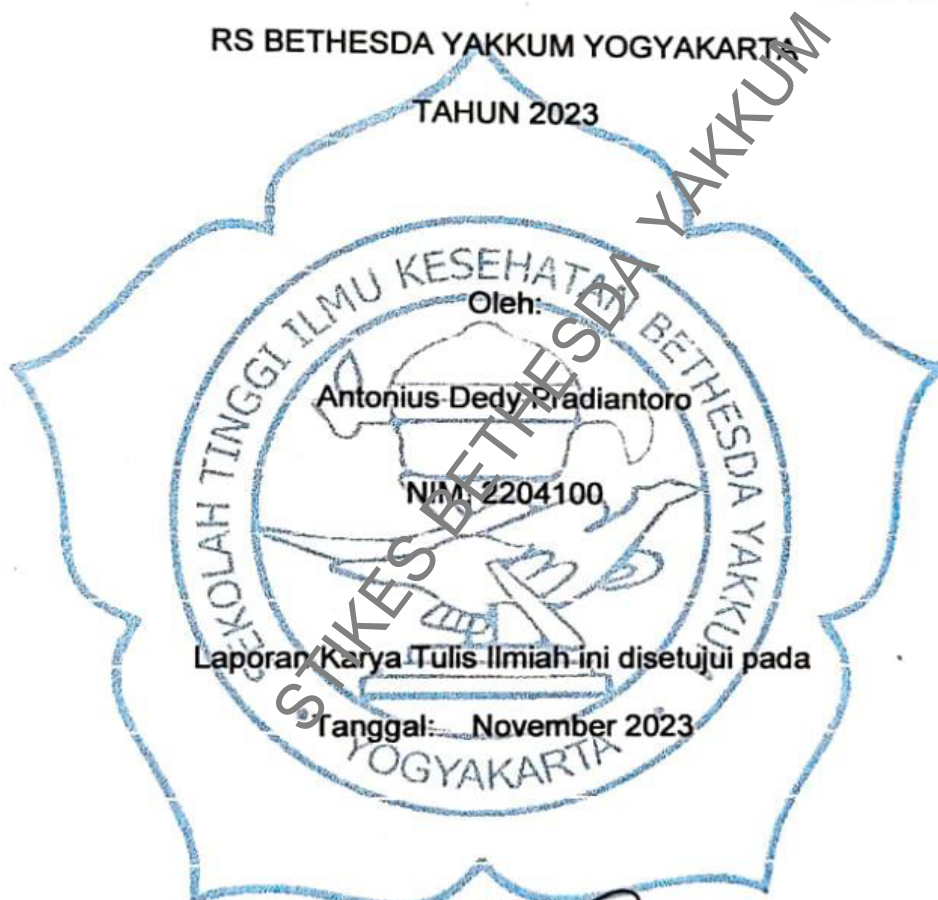 RS BETHESDA YAKKUM YOGYAKARTA
TAHUN 2023
Oleh:
Antonius Dedy Pradiantoro
NIM: 2204100
Laporan Karya Tulis Ilmiah ini disetujui pada
Tanggal: November 2023
SEKOLAH TINGGI ILMU KESEHATAN BETHESDA YAKKUM
YOGYAKARTA
STIKES BETHESDA YAKKUM